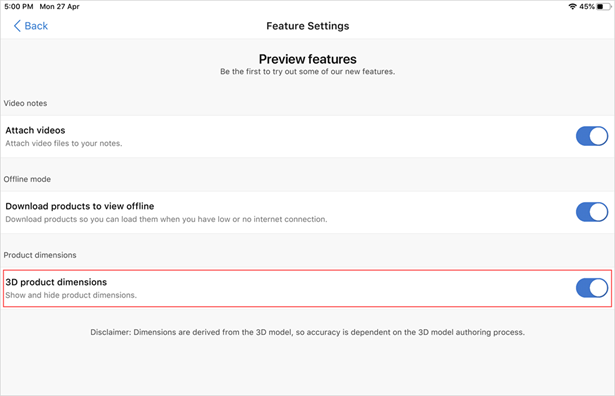 5:00 PM Mon 27 Apr 45%
Back Feature Settings
Preview features
Be the first to try out some of our new features.
Video notes
Attach videos
Attach video files to your notes.
Offline mode
Download products to view offline
Download products so you can load them when you have low or no internet connection.
Product dimensions
3D product dimensions
Show and hide product dimensions.
Disclaimer: Dimensions are derived from the 3D model, so accuracy is dependent on the 3D model authoring process.